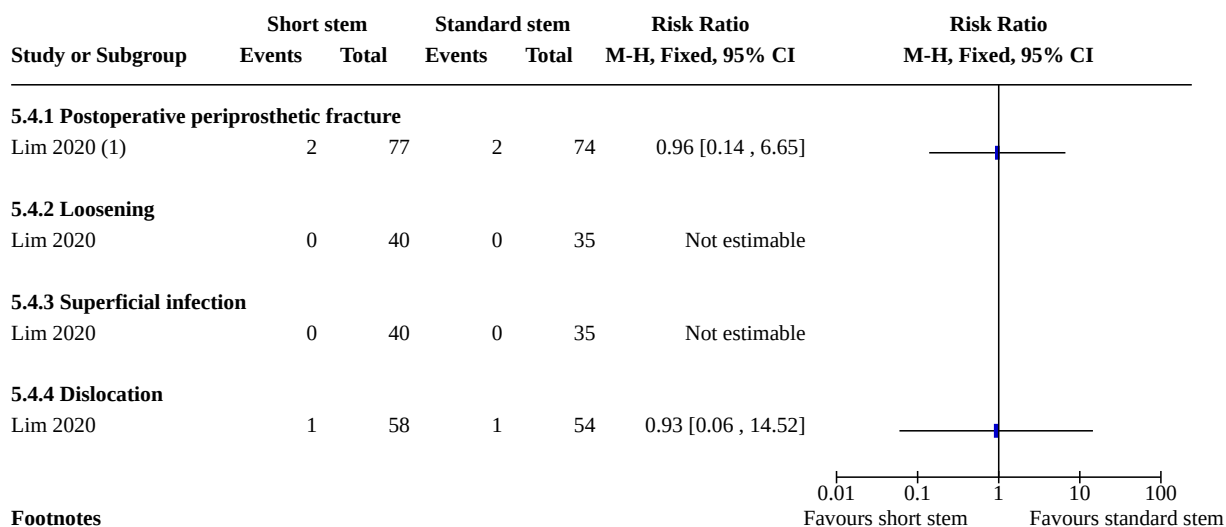 Short stem Standard stem Risk Ratio Risk Ratio
Study or Subgroup Events Total Events Total M-H, Fixed, 95% CI M-H, Fixed, 95% CI
5.4.1 Postoperative periprosthetic fracture
Lim 2020 (1) 2 77 2 74 0.96 [0.14 , 6.65]
5.4.2 Loosening
Lim 2020 0 40 0 35 Not estimable
5.4.3 Superficial infection
Lim 2020 0 40 0 35 Not estimable
5.4.4 Dislocation
Lim 2020 1 58 1 54 0.93 [0.06 , 14.52]
0.01 0.1 1 10 100
Footnotes Favours short stem Favours standard stem